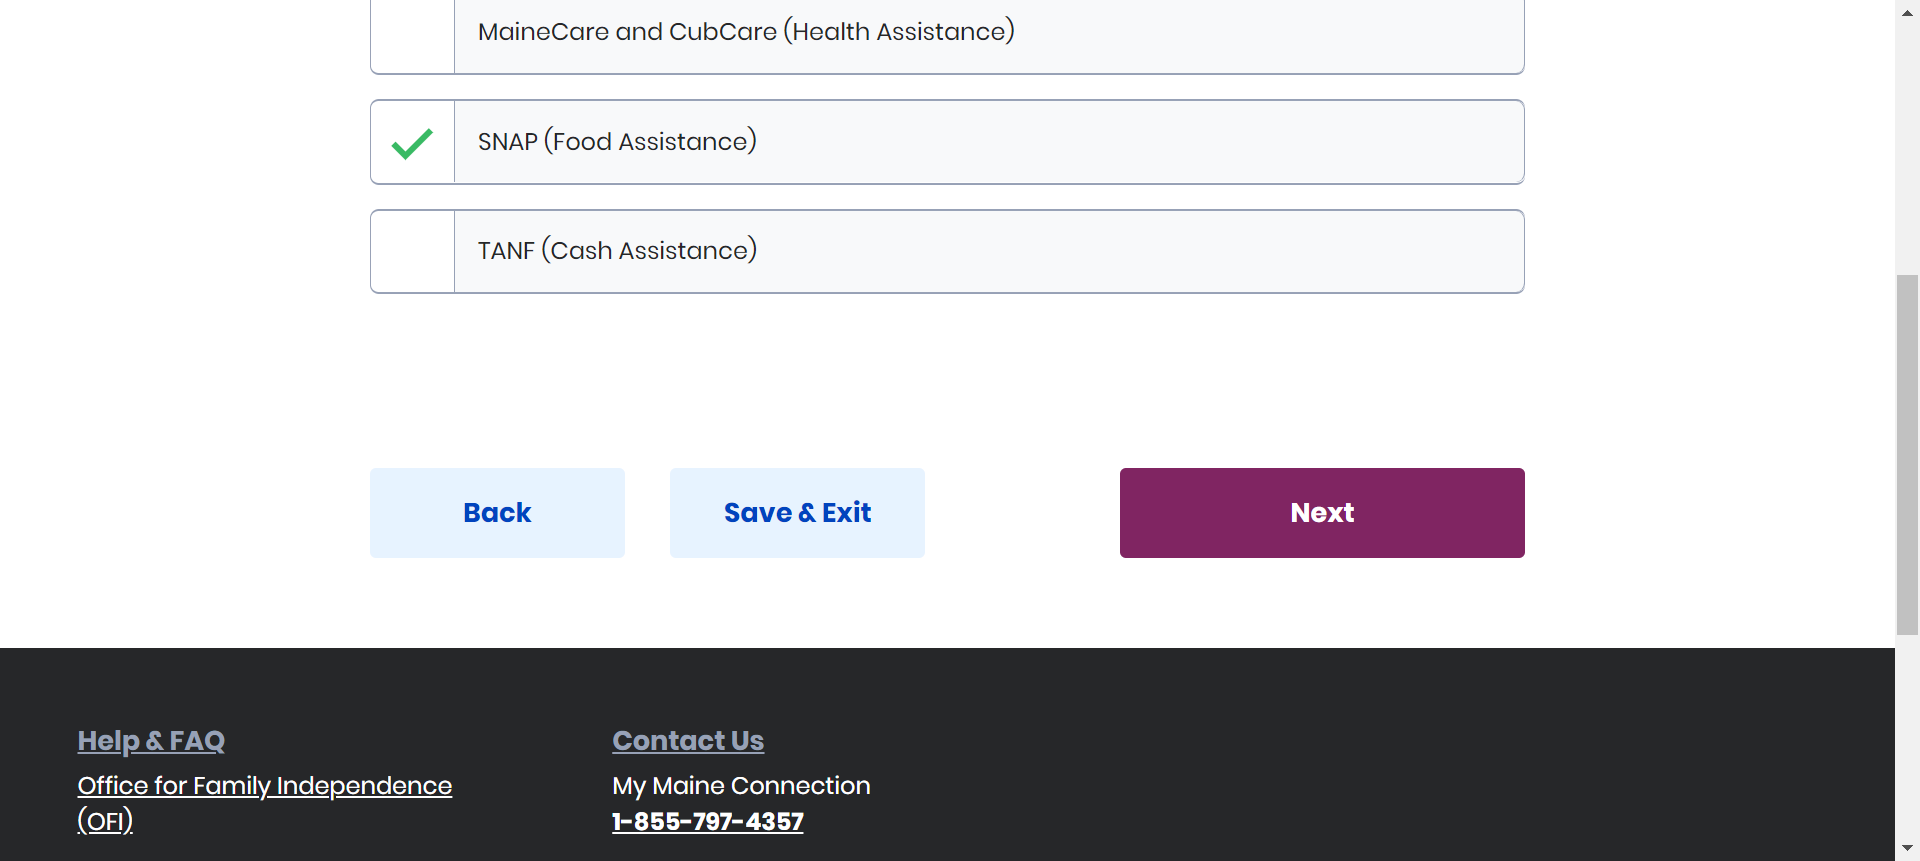 MaineCare and CubCare (Health Assistance)
SNAP (Food Assistance)
TANF (Cash Assistance)
Back
Save & Exit
Next
Help & FAQ
Office for Family Independence
(OFI)
Contact Us
My Maine Connection
1-855-797-4357